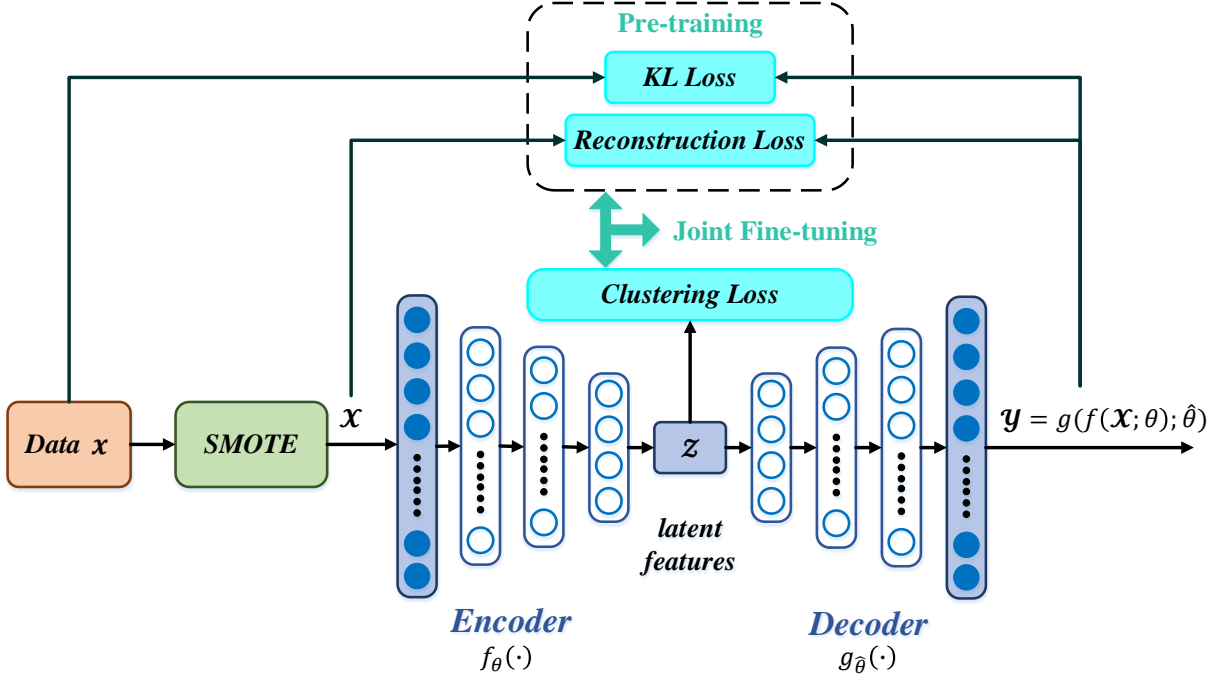 Pre-training
KL Loss
Reconstruction Loss
Joint Fine-tuning
Clustering Loss
Data 𝔁
SMOTE
𝓧
𝓩
𝓨 = g(f(𝓧; θ); θ̂)
latent
features
Encoder
f_θ(·)
Decoder
g_θ̂(·)